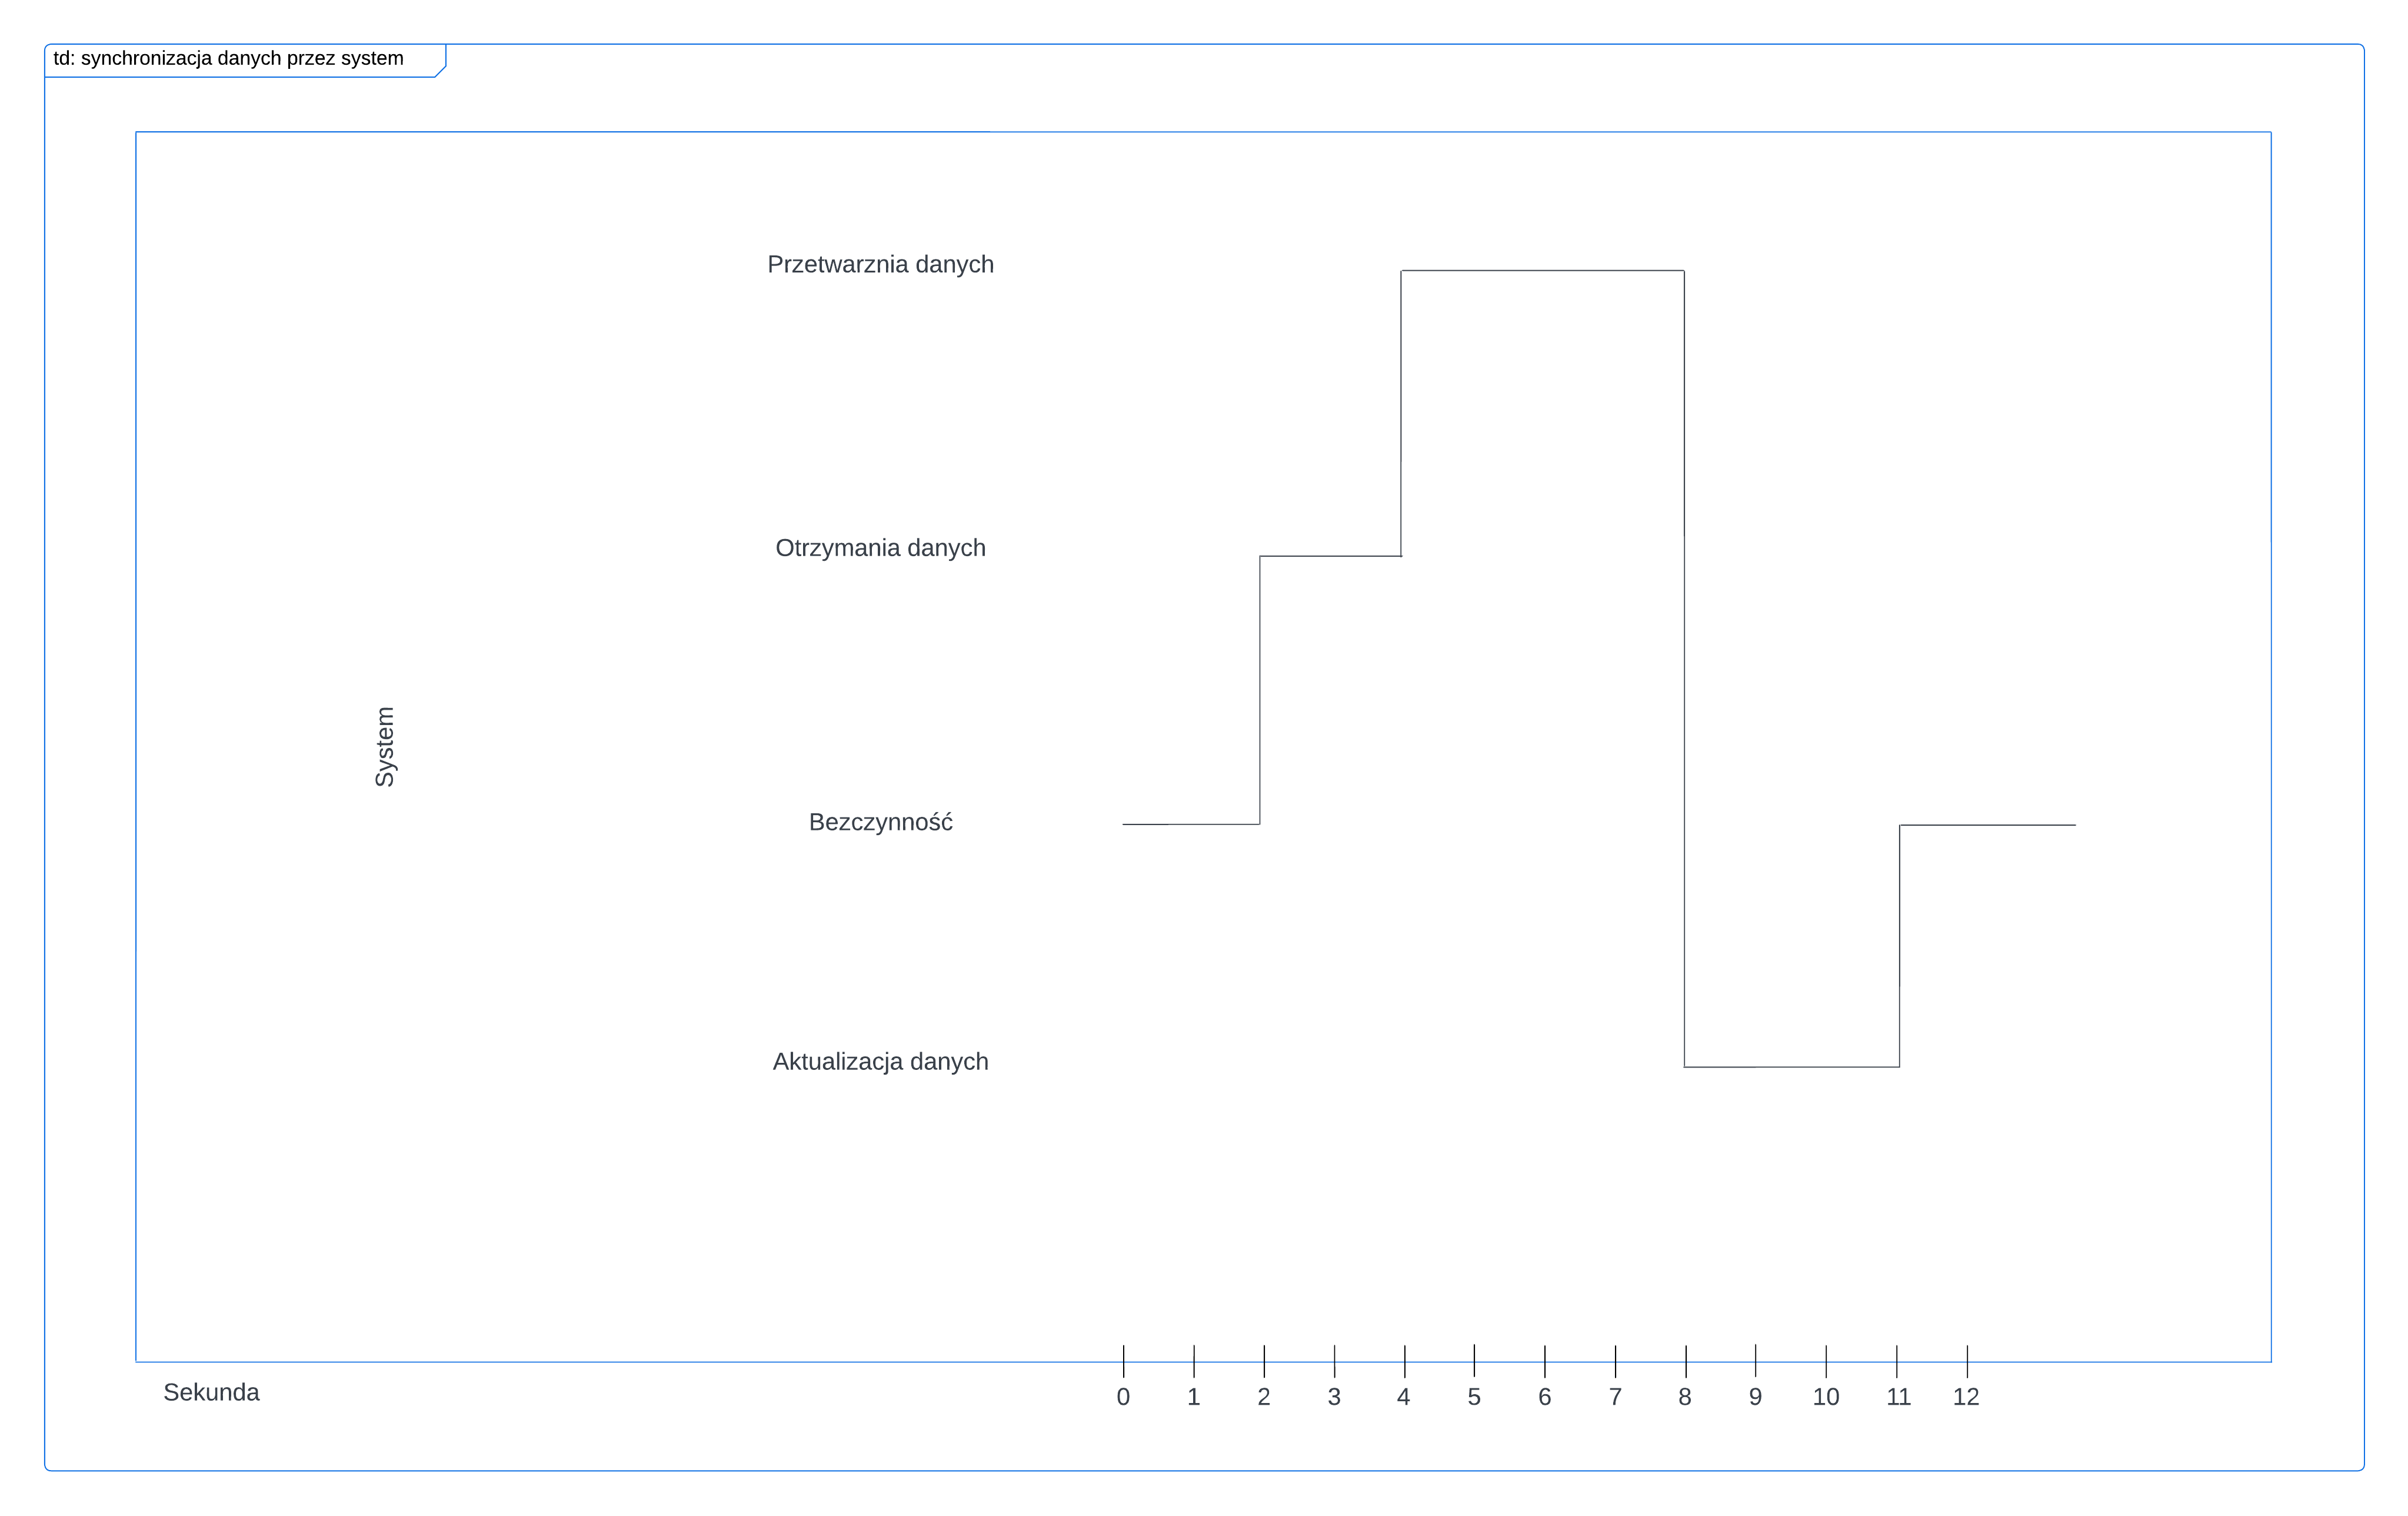 td: synchronizacja danych przez system
Przetwarznia danych
Otrzymania danych
System
Bezczynność
Aktualizacja danych
Sekunda
0 1 2 3 4 5 6 7 8 9 10 11 12